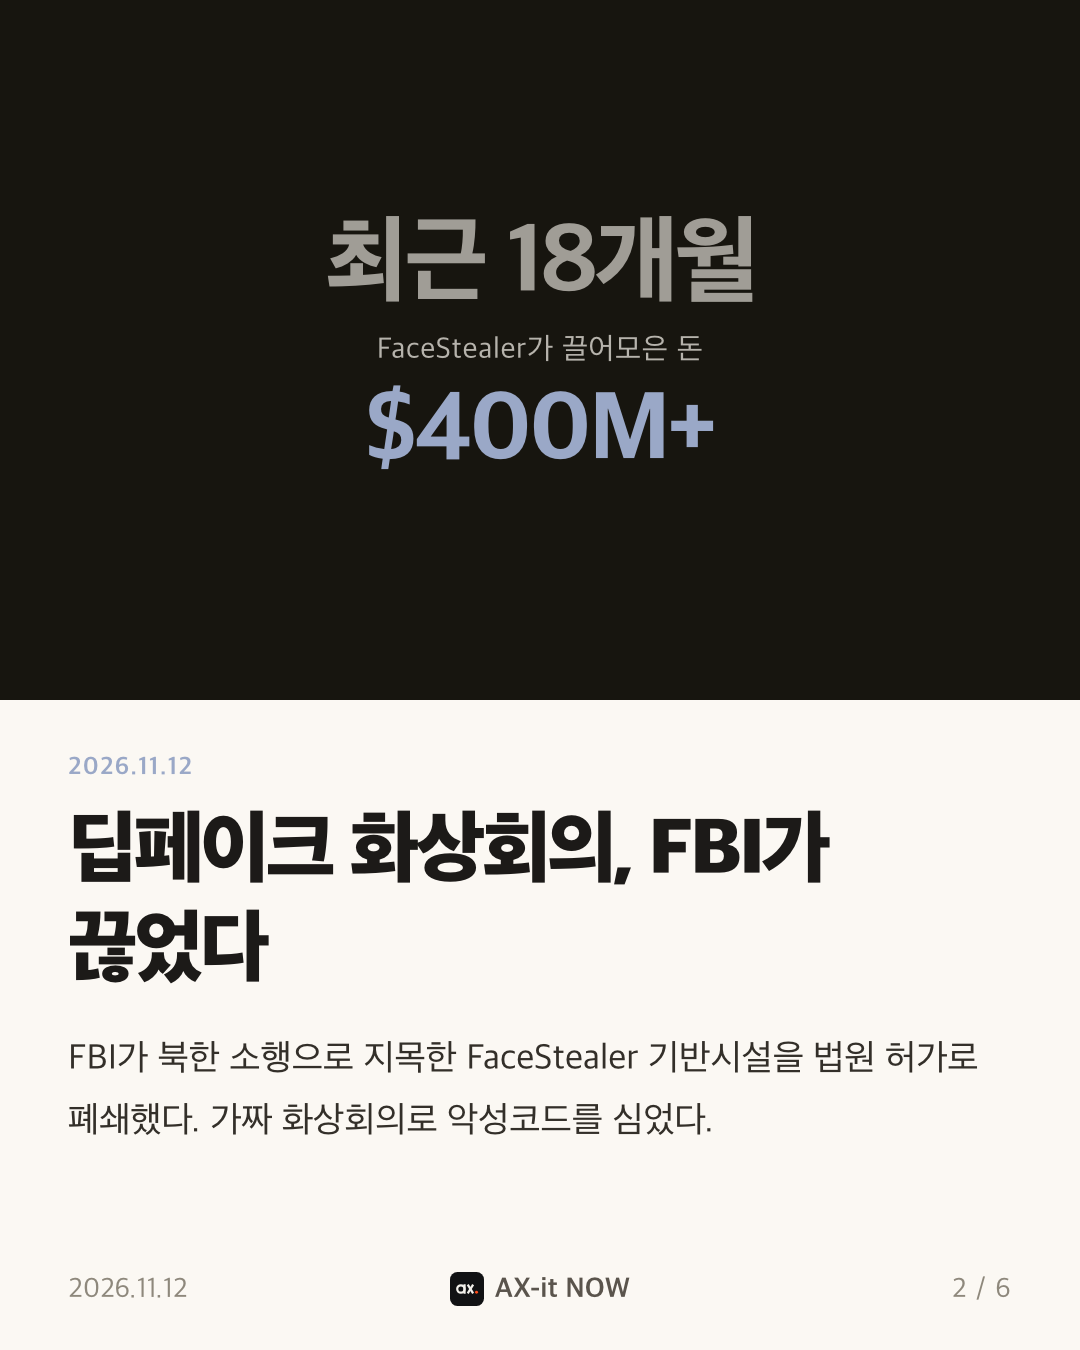 최근 18개월
FaceStealer가 끌어모은 돈
$400M+
2026.11.12
딥페이크 화상회의, FBI가
끊었다
FBI가 북한 소행으로 지목한 FaceStealer 기반시설을 법원 허가로
폐쇄했다. 가짜 화상회의로 악성코드를 심었다.
2026.11.12
ax. AX-it NOW
2 / 6